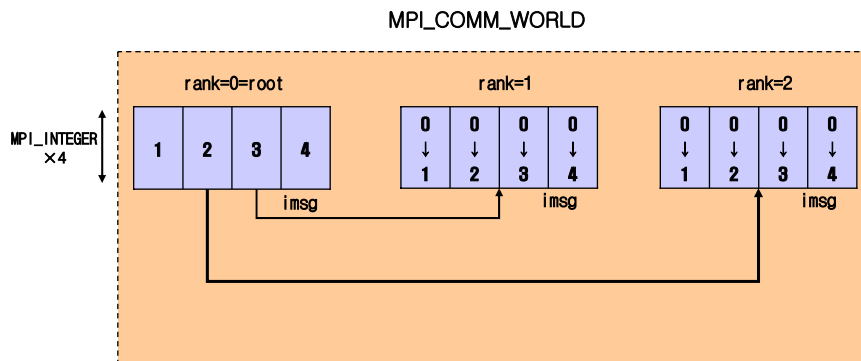 MPI_COMM_WORLD
rank=0=root
rank=1
rank=2
MPI_INTEGER
×4
1 2 3 4
0 0 0 0
↓ ↓ ↓ ↓
1 2 3 4
0 0 0 0
↓ ↓ ↓ ↓
1 2 3 4
imsg
imsg
imsg